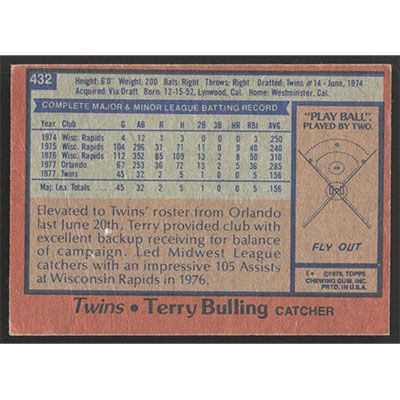 432
Height: 6'0" Weight: 200 Bats: Right Throws: Right Drafted: Twins #14-June, 1974
Acquired: Via Draft Born: 12-15-52, Lynwood, Cal. Home: Westminster, Cal.
COMPLETE MAJOR & MINOR LEAGUE BATTING RECORD
Year Club G AB R H 2B 3B HR RBI AVG.
1974 Wisc. Rapids 4 12 1 3 0 0 0 0 .250
1975 Wisc. Rapids 104 296 31 71 11 0 9 40 .240
1976 Wisc. Rapids 112 352 85 109 13 2 8 50 .310
1977 Orlando 67 253 36 77 13 2 5 36 .285
1977 Twins 45 32 2 5 1 0 0 5 .156
Maj. Lea. Totals 45 32 2 5 1 0 0 5 .156
Elevated to Twins' roster from Orlando
last June 20th, Terry provided club with
excellent backup receiving for balance
of campaign. Led Midwest League
catchers with an impressive 105 Assists
at Wisconsin Rapids in 1976.
"PLAY BALL"
PLAYED BY TWO.
FLY OUT
©1978, TOPPS
CHEWING GUM, INC.
PRTD. IN U.S.A.
Twins • Terry Bulling CATCHER